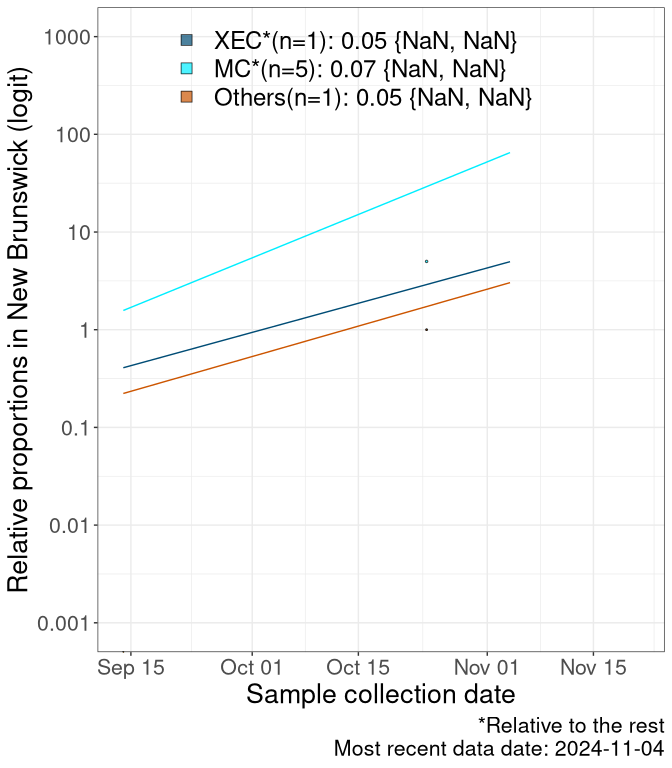 XEC*(n=1): 0.05 {NaN, NaN}
MC*(n=5): 0.07 {NaN, NaN}
Others(n=1): 0.05 {NaN, NaN}
Relative proportions in New Brunswick (logit)
1000
100
10
1
0.1
0.01
0.001
Sep 15
Oct 01
Oct 15
Nov 01
Nov 15
Sample collection date
*Relative to the rest
Most recent data date: 2024-11-04